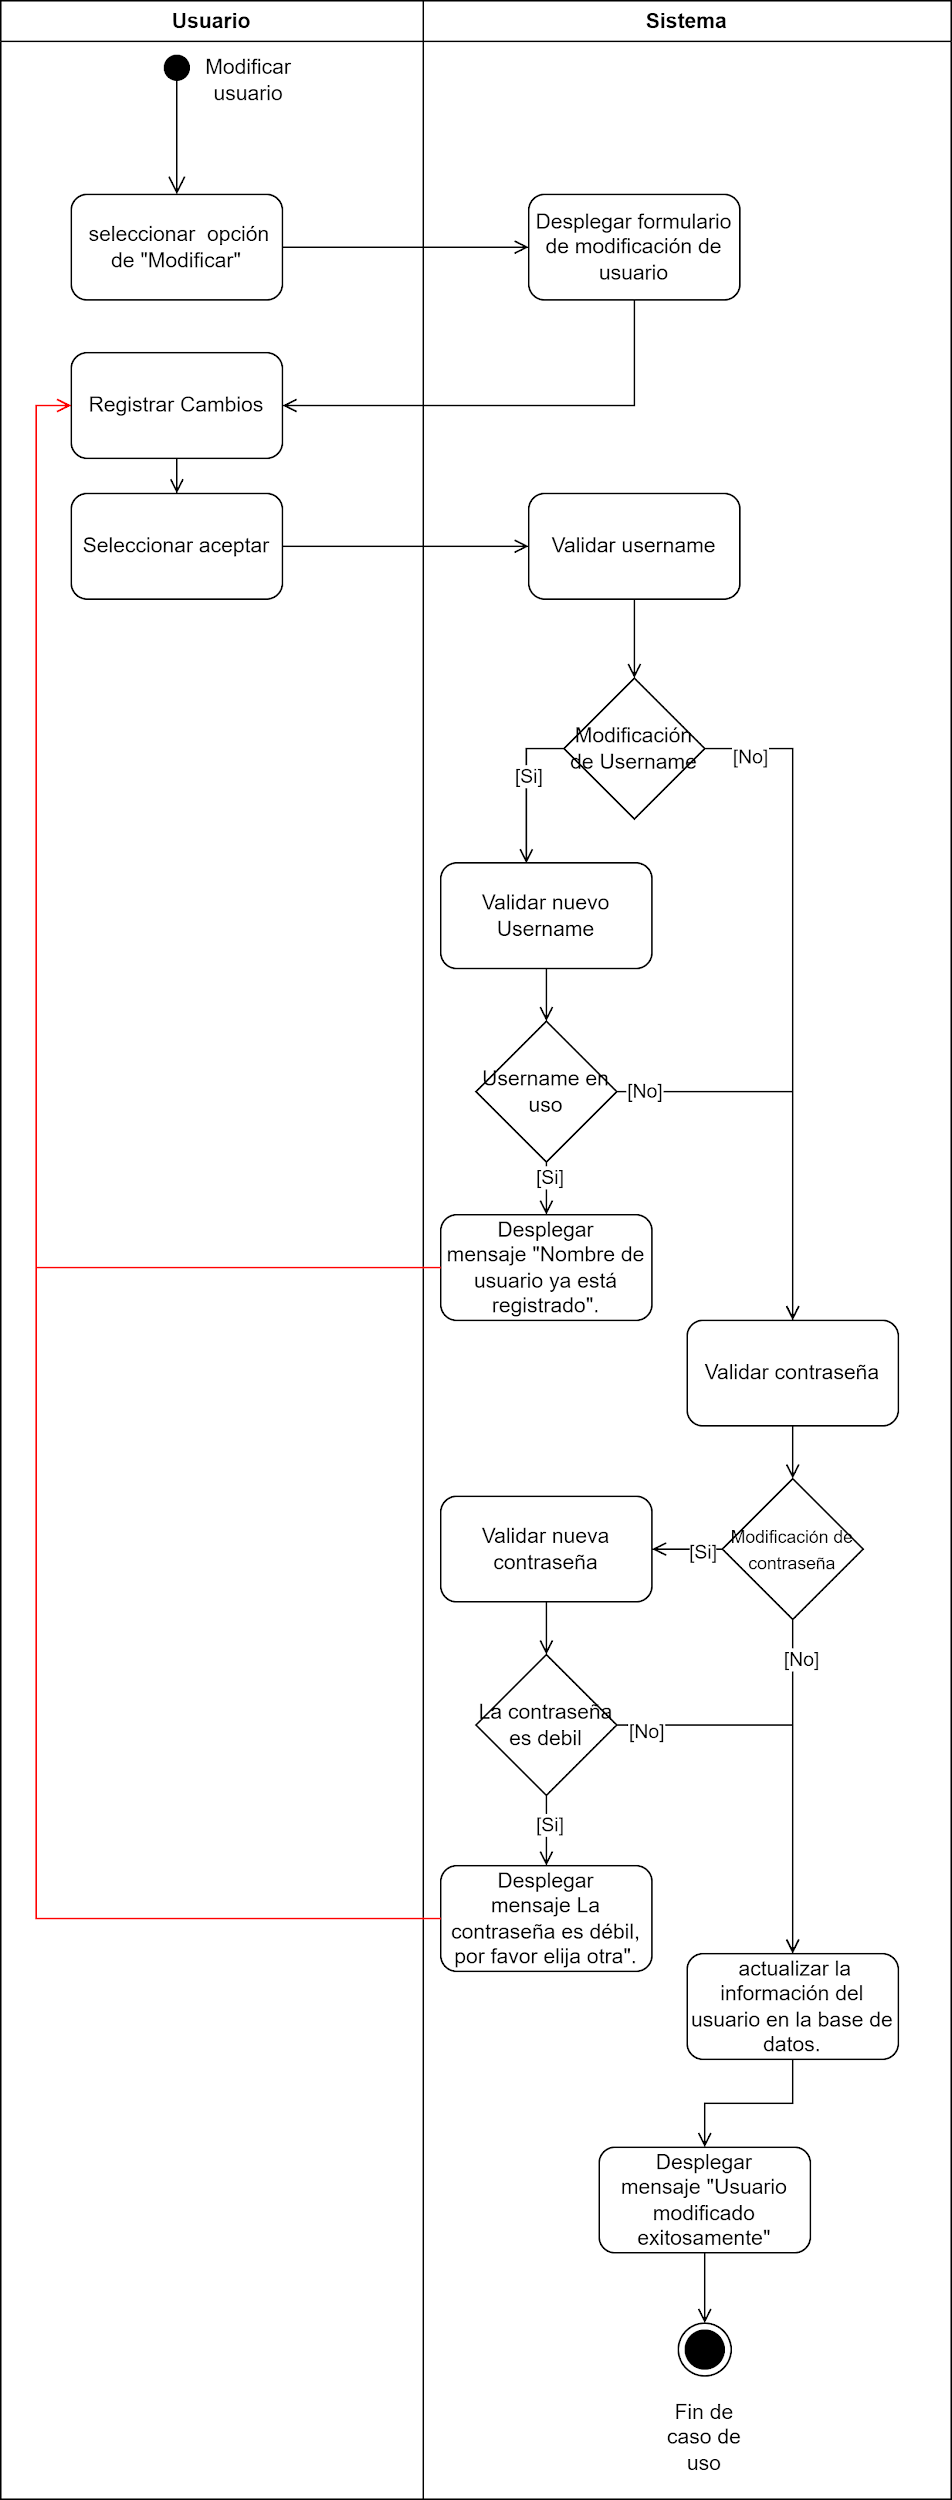 Usuario
Sistema
Modificar
usuario
seleccionar opción
de "Modificar"
Desplegar formulario
de modificación de
usuario
Registrar Cambios
Seleccionar aceptar
Validar username
Modificación
de Username
[Si]
[No]
Validar nuevo
Username
Username en
uso
[No]
[Si]
Desplegar
mensaje "Nombre de
usuario ya está
registrado".
Validar contraseña
Modificación de
contraseña
[Si]
Validar nueva
contraseña
[No]
La contraseña
es debil
[No]
[Si]
Desplegar
mensaje La
contraseña es débil,
por favor elija otra".
actualizar la
información del
usuario en la base de
datos.
Desplegar
mensaje "Usuario
modificado
exitosamente"
Fin de
caso de
uso